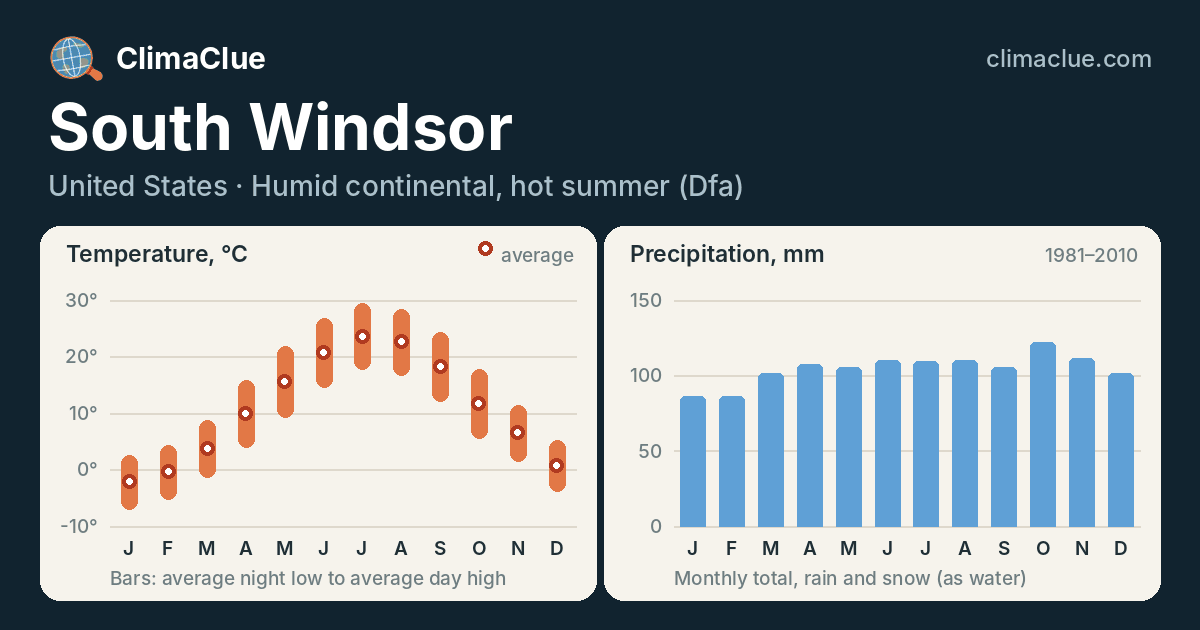 ClimaClue
climaclue.com
South Windsor
United States · Humid continental, hot summer (Dfa)
Temperature, °C
average
30°
20°
10°
0°
-10°
J F M A M J J A S O N D
Bars: average night low to average day high
Precipitation, mm
1981–2010
150
100
50
0
J F M A M J J A S O N D
Monthly total, rain and snow (as water)